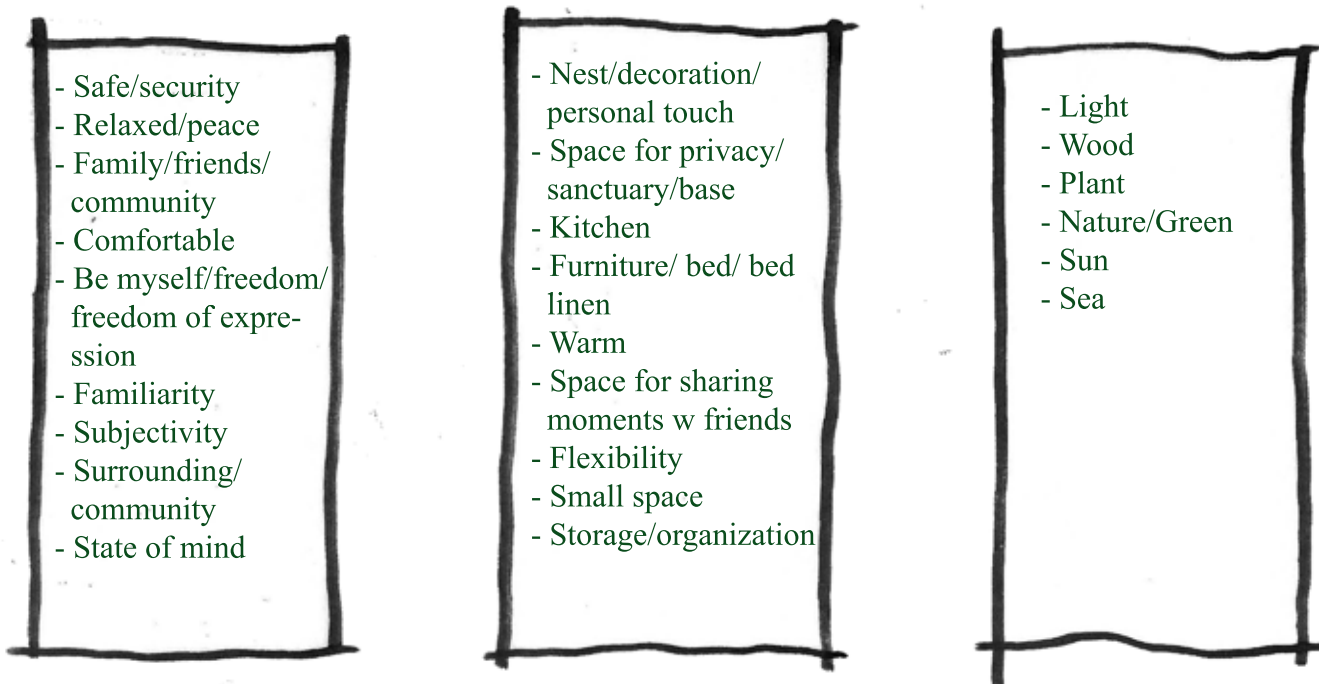 - Safe/security
- Relaxed/peace
- Family/friends/
community
- Comfortable
- Be myself/freedom/
freedom of expre-
ssion
- Familiarity
- Subjectivity
- Surrounding/
community
- State of mind
- Nest/decoration/
personal touch
- Space for privacy/
sanctuary/base
- Kitchen
- Furniture/ bed/ bed
linen
- Warm
- Space for sharing
moments w friends
- Flexibility
- Small space
- Storage/organization
- Light
- Wood
- Plant
- Nature/Green
- Sun
- Sea